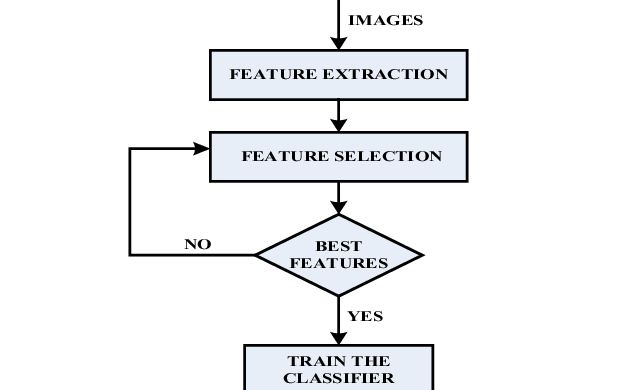 IMAGES
FEATURE EXTRACTION
FEATURE SELECTION
NO
BEST
FEATURES
YES
TRAIN THE
CLASSIFIER